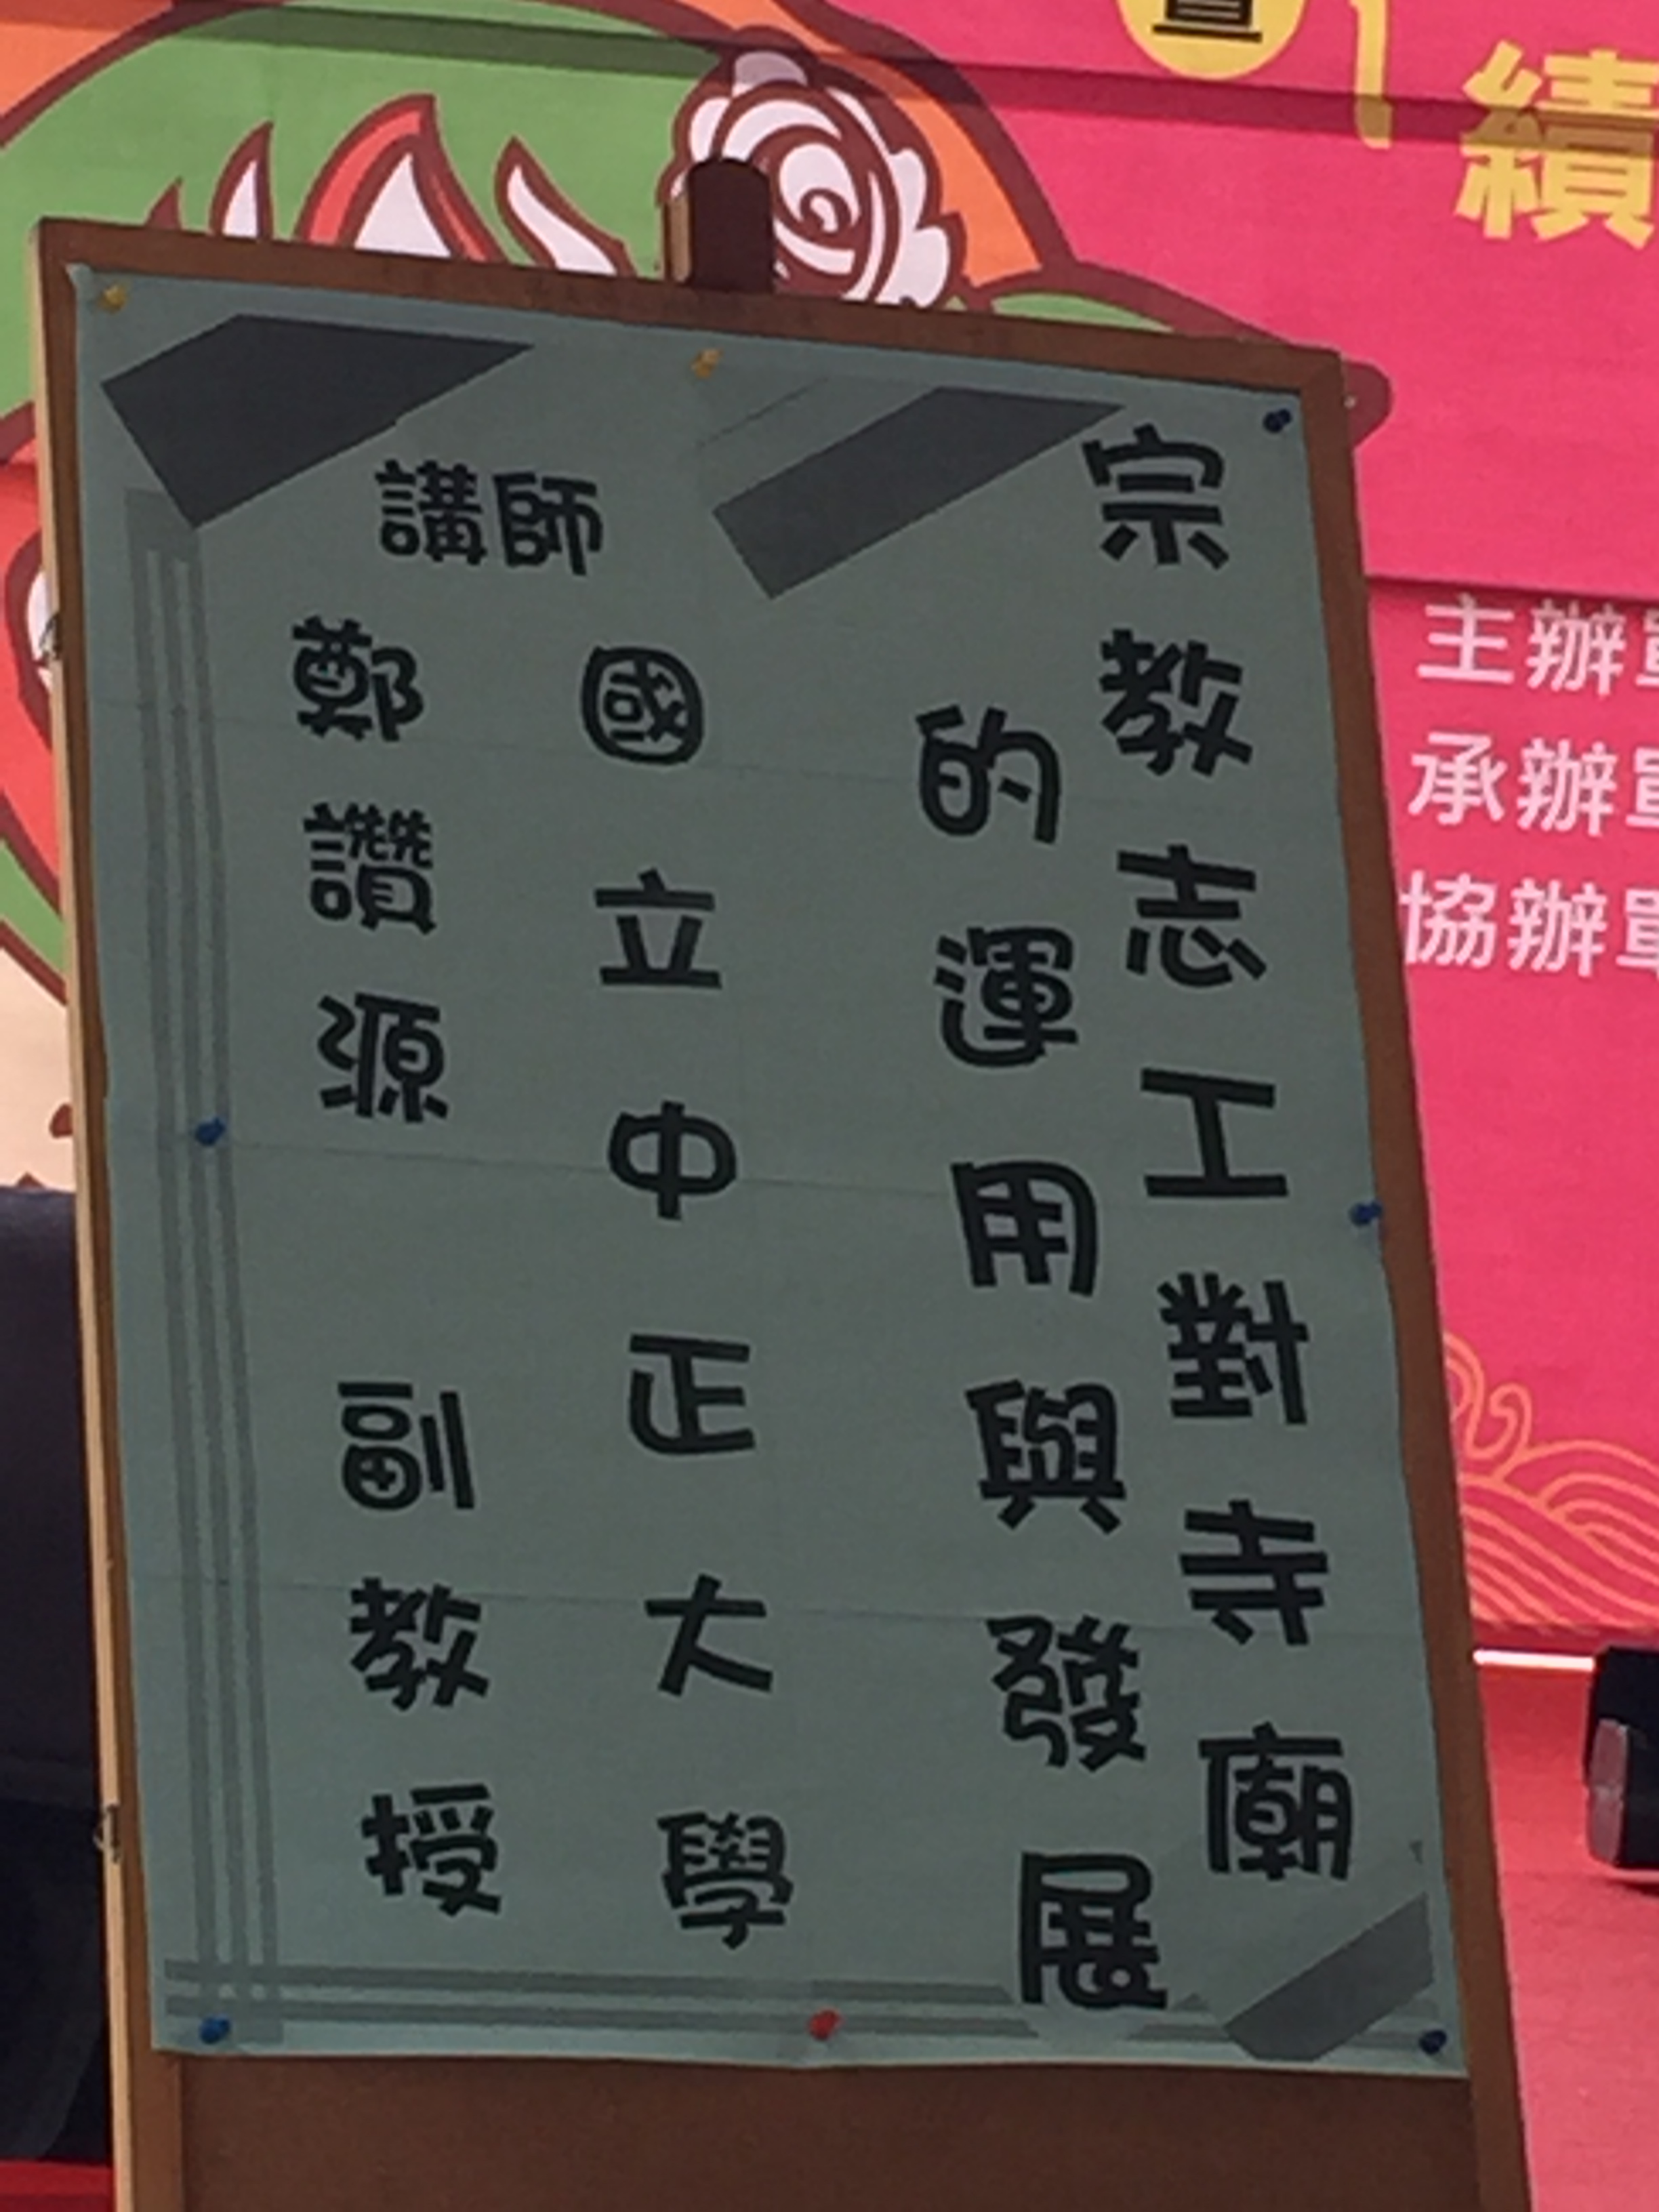 宗教志工對寺廟
的運用與發展
講師
國立中正大學
鄭讚源 副教授
績
主辦單
承辦單
協辦單